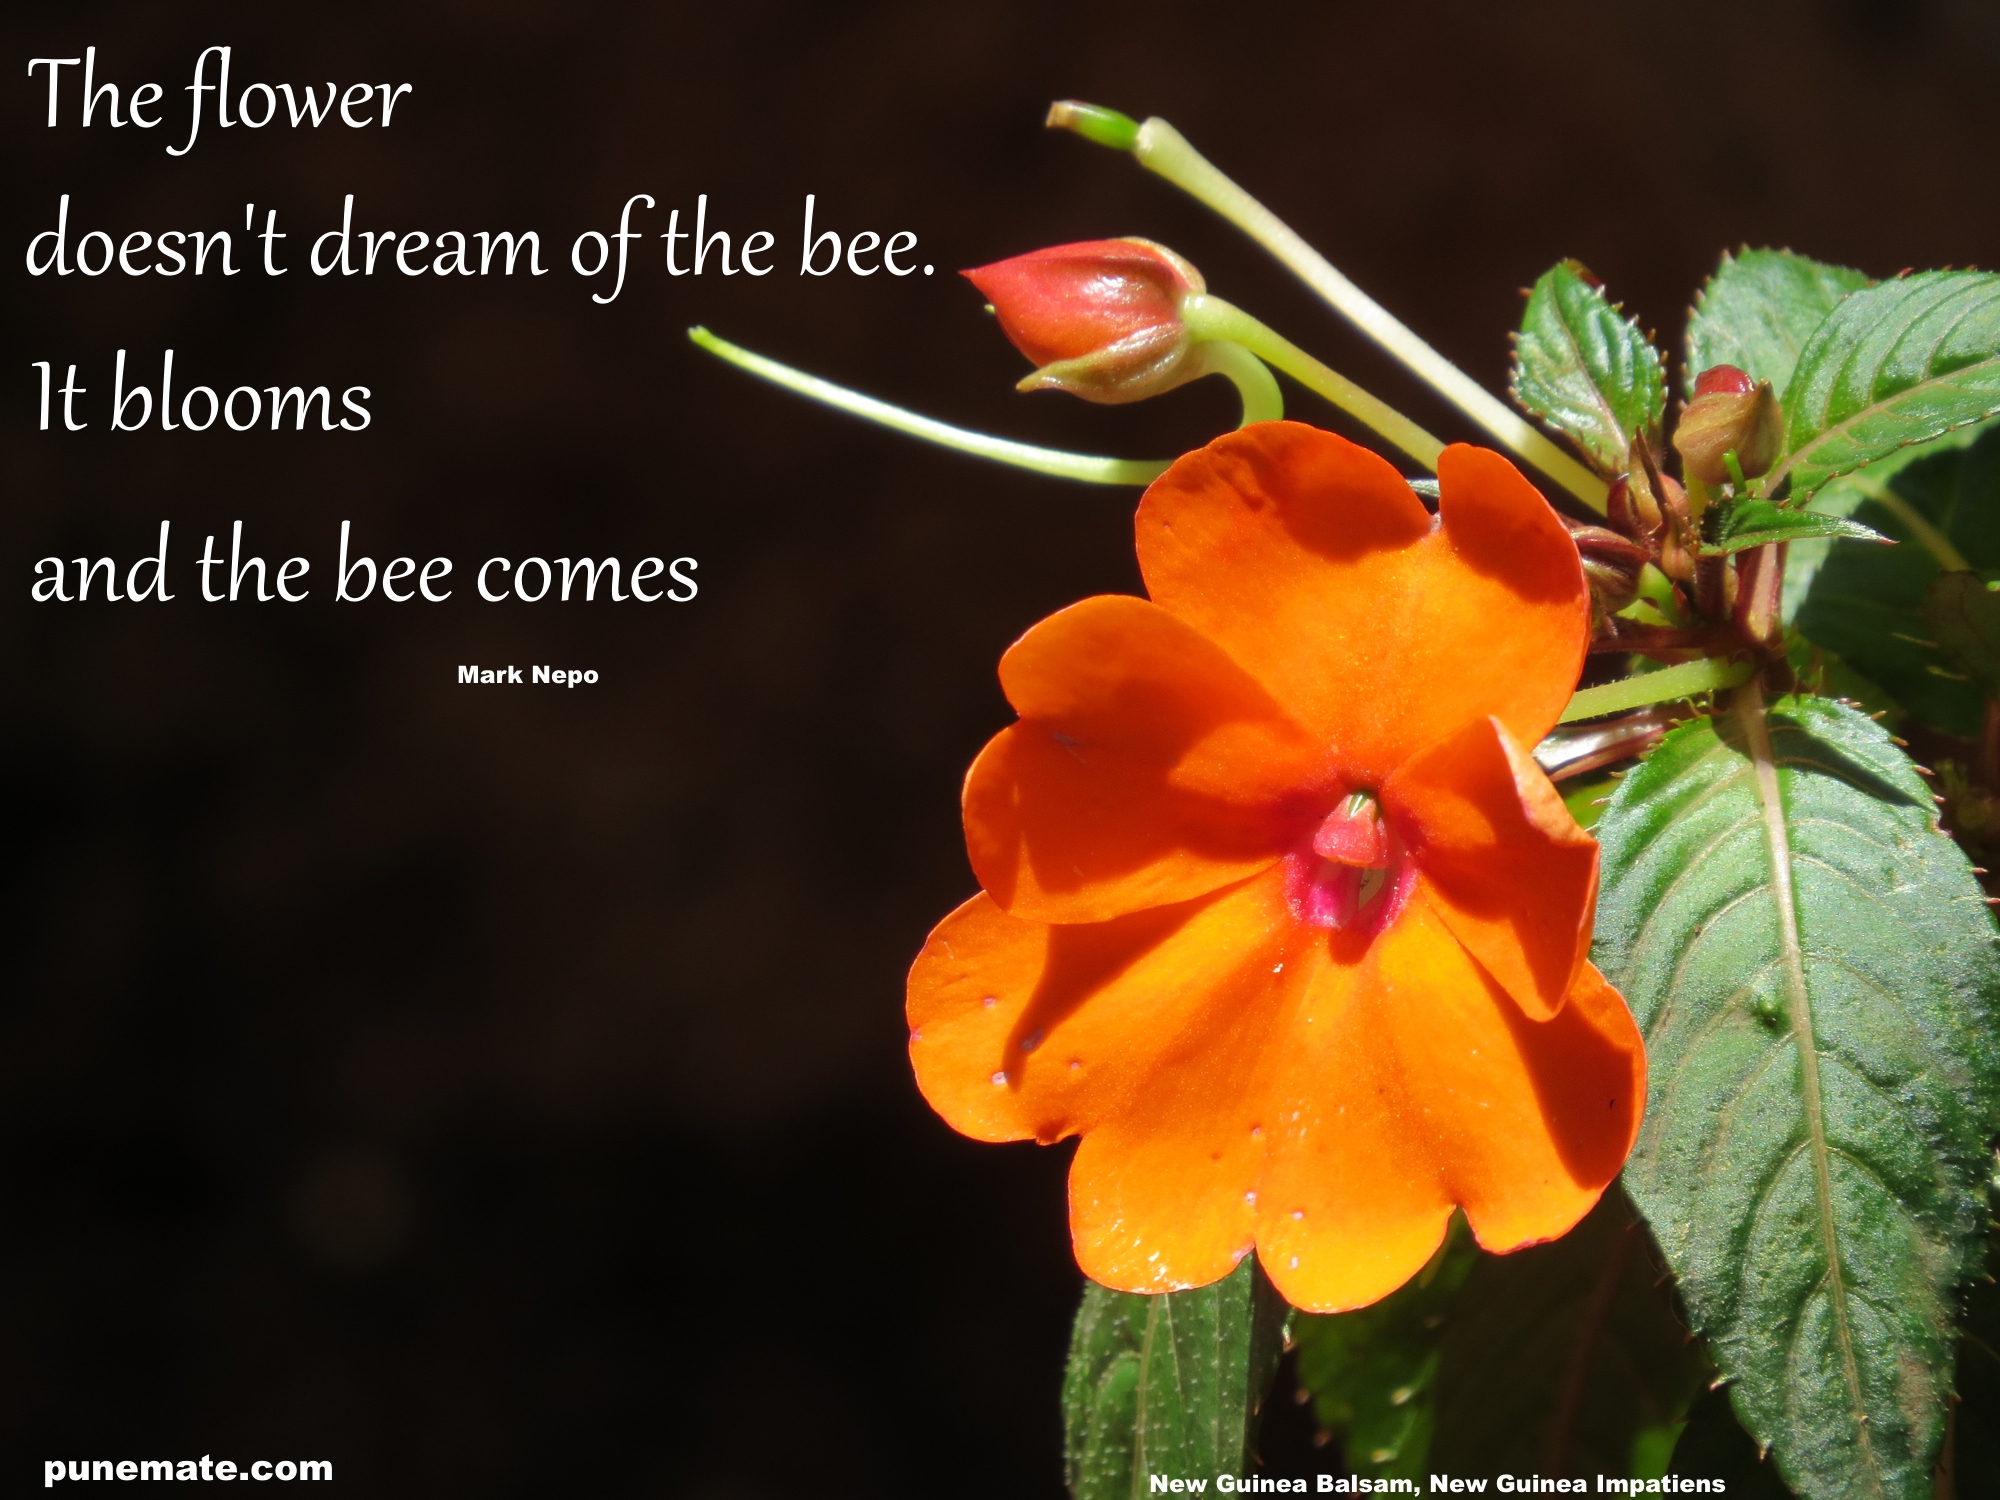 The flower
doesn't dream of the bee.
It blooms
and the bee comes
Mark Nepo
punemate.com
New Guinea Balsam, New Guinea Impatiens